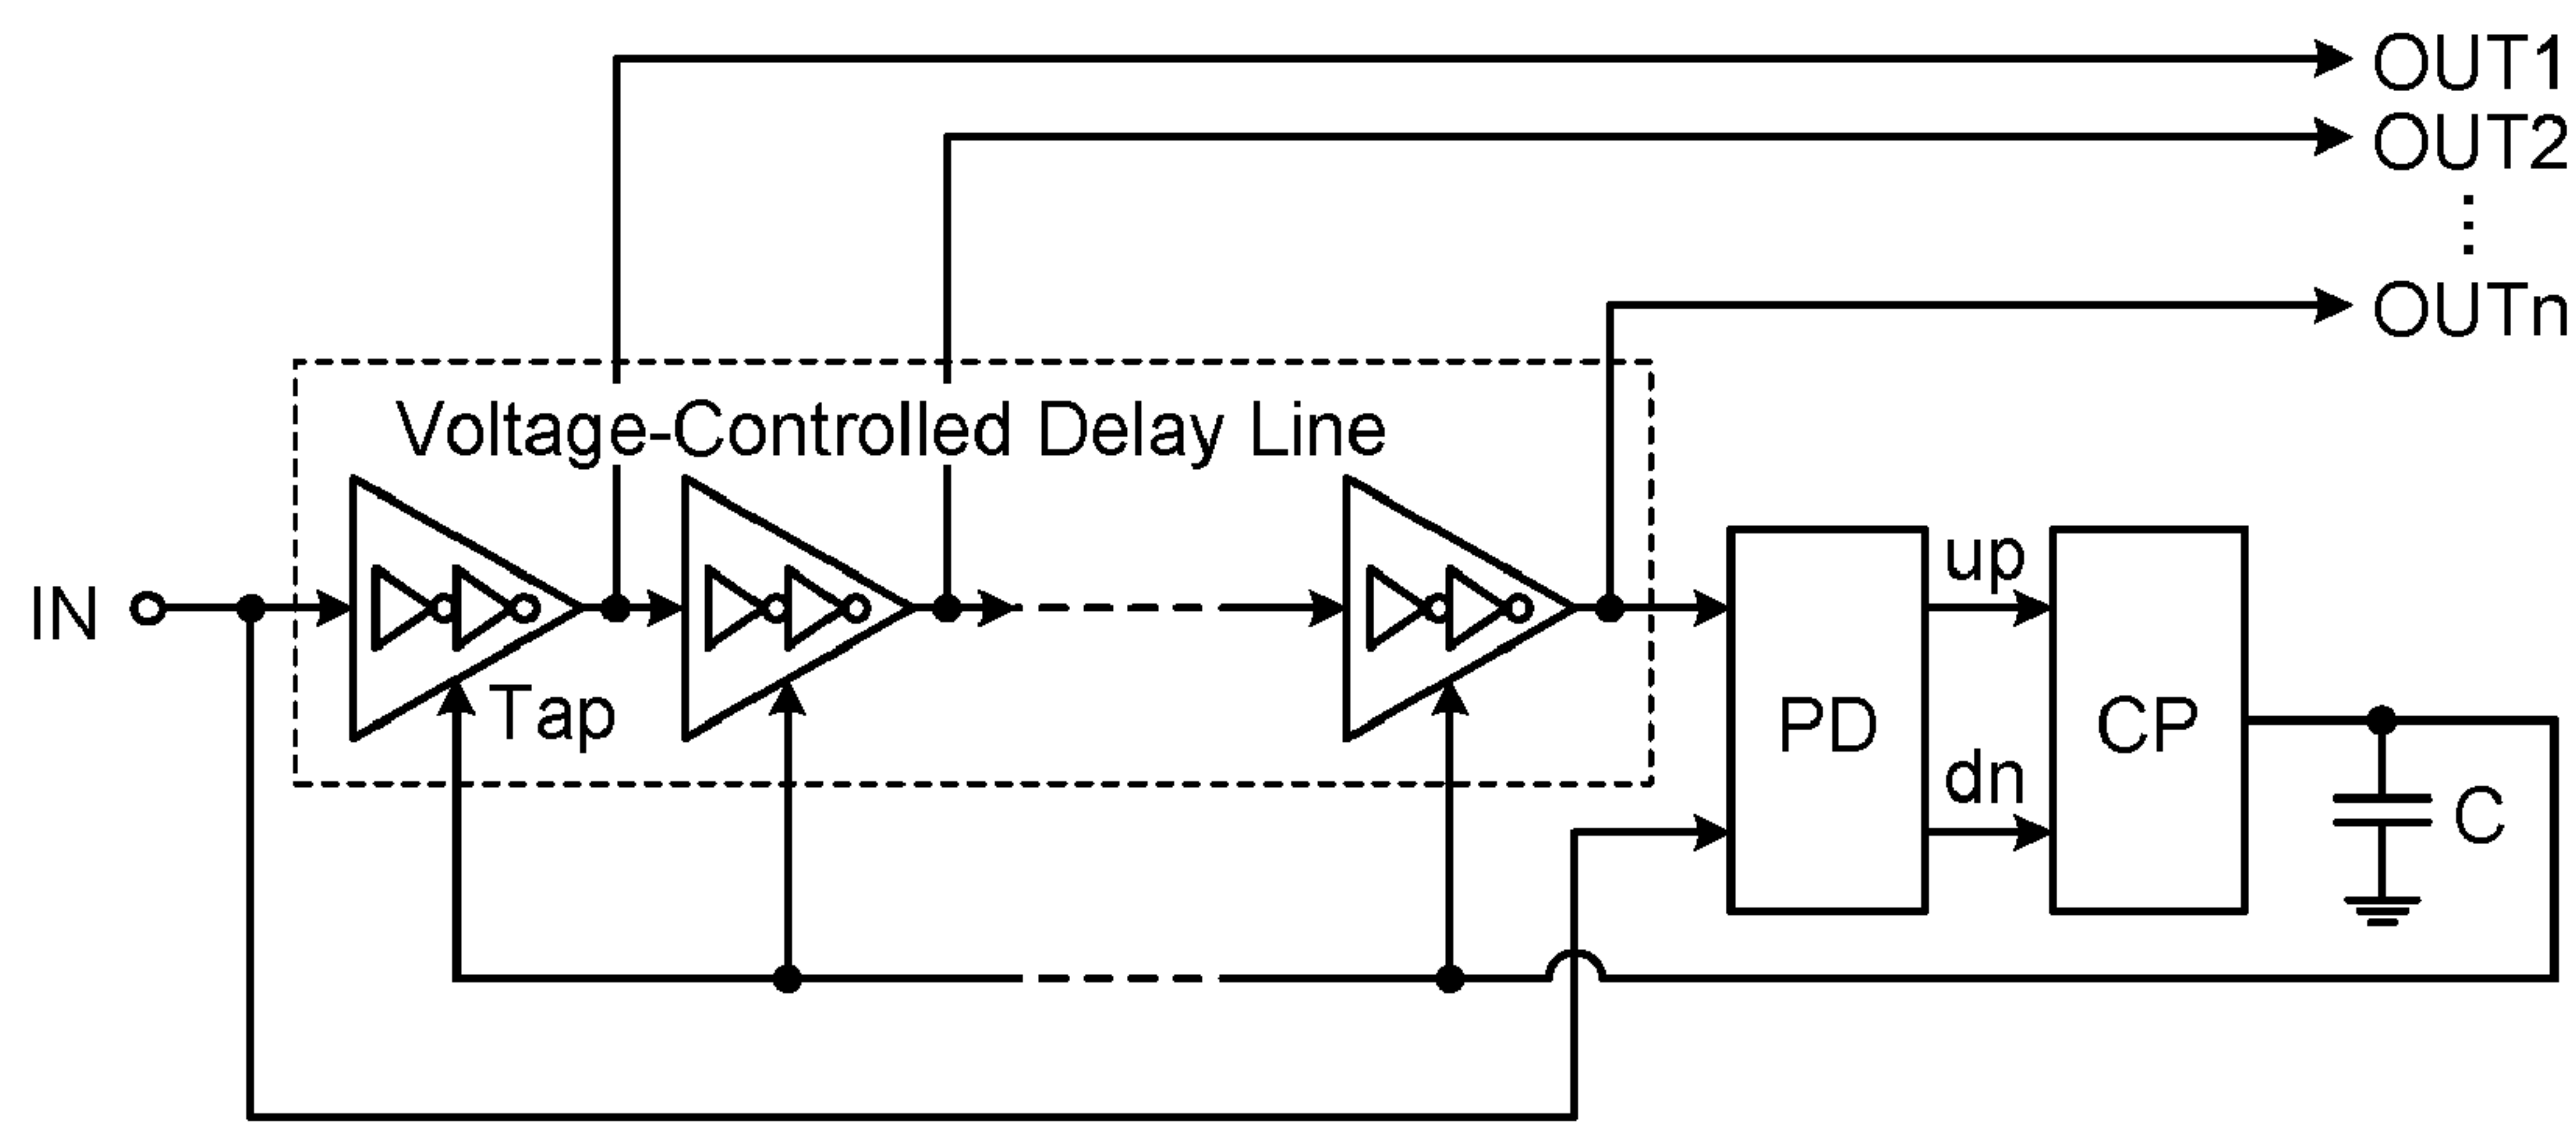 OUT1
OUT2
⋮
OUTn
Voltage-Controlled Delay Line
IN
Tap
PD
up
dn
CP
C